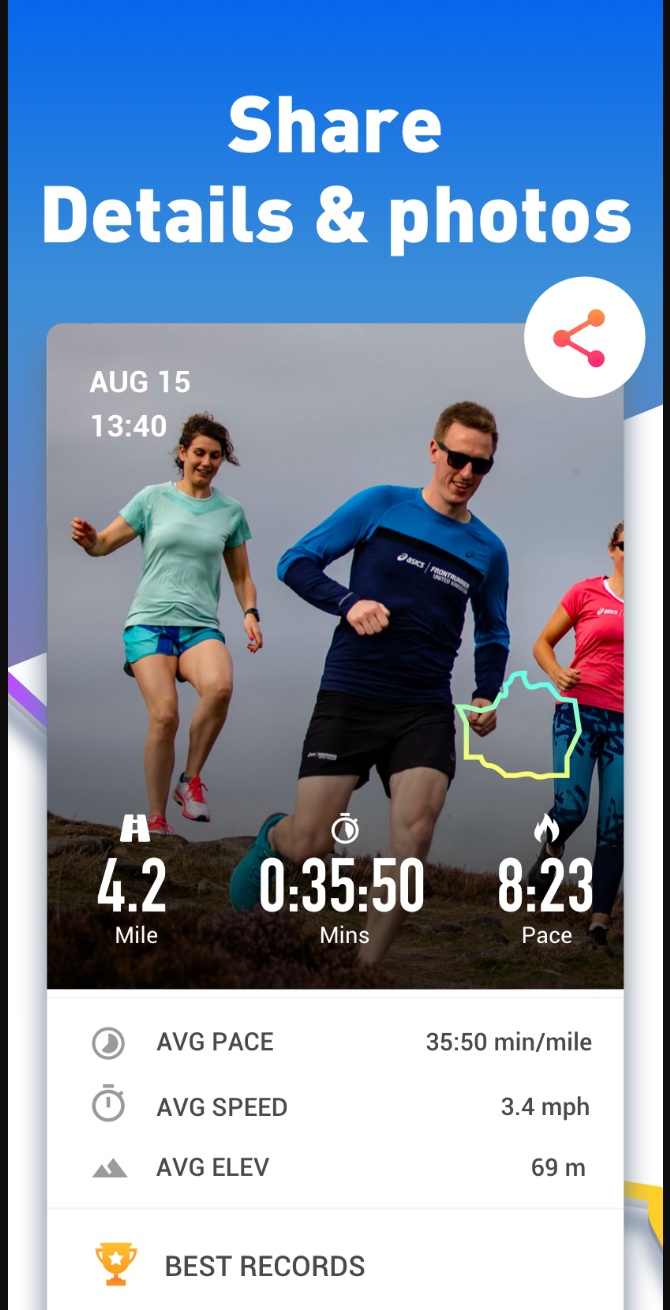 Share
Details & photos
AUG 15
13:40
asics
FRONTRUNNER
UNITED KINGDOM
asics
4.2
0:35:50
8:23
Mile
Mins
Pace
AVG PACE
35:50 min/mile
AVG SPEED
3.4 mph
AVG ELEV
69 m
BEST RECORDS